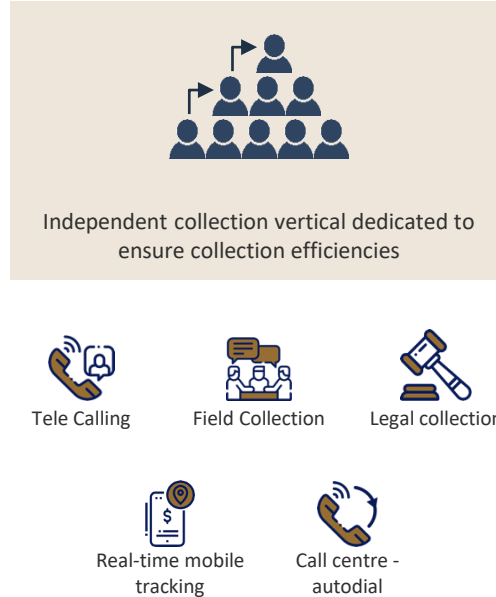 Independent collection vertical dedicated to
ensure collection efficiencies
Tele Calling
Field Collection
Legal collection
$
Real-time mobile
tracking
Call centre -
autodial